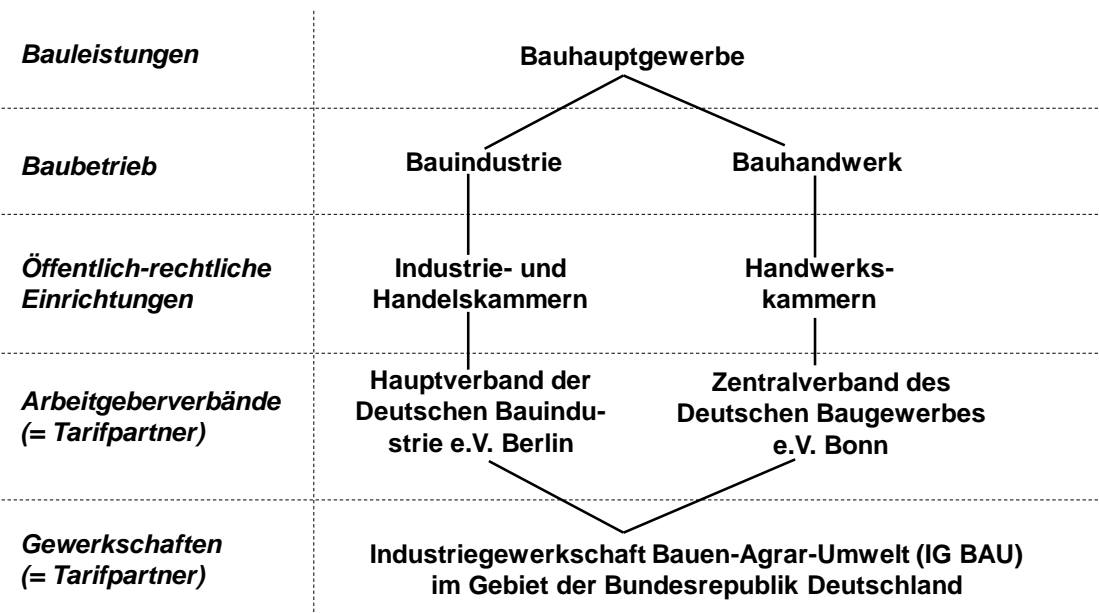 Bauleistungen
Bauhauptgewerbe
Baubetrieb
Bauindustrie
Bauhandwerk
Öffentlich-rechtliche
Einrichtungen
Industrie- und
Handelskammern
Handwerks-
kammern
Arbeitgeberverbände
(= Tarifpartner)
Hauptverband der
Deutschen Bauindu-
strie e.V. Berlin
Zentralverband des
Deutschen Baugewerbes
e.V. Bonn
Gewerkschaften
(= Tarifpartner)
Industriegewerkschaft Bauen-Agrar-Umwelt (IG BAU)
im Gebiet der Bundesrepublik Deutschland